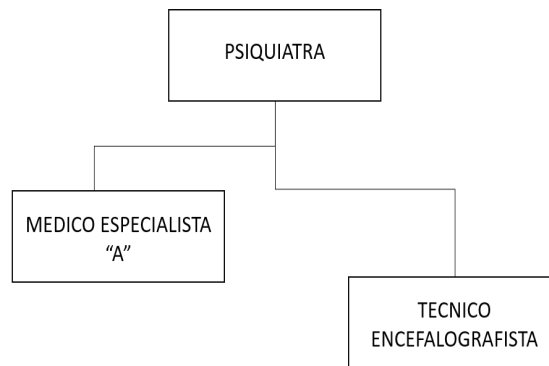 PSIQUIATRA
MEDICO ESPECIALISTA
“A”
TECNICO
ENCEFALOGRAFISTA